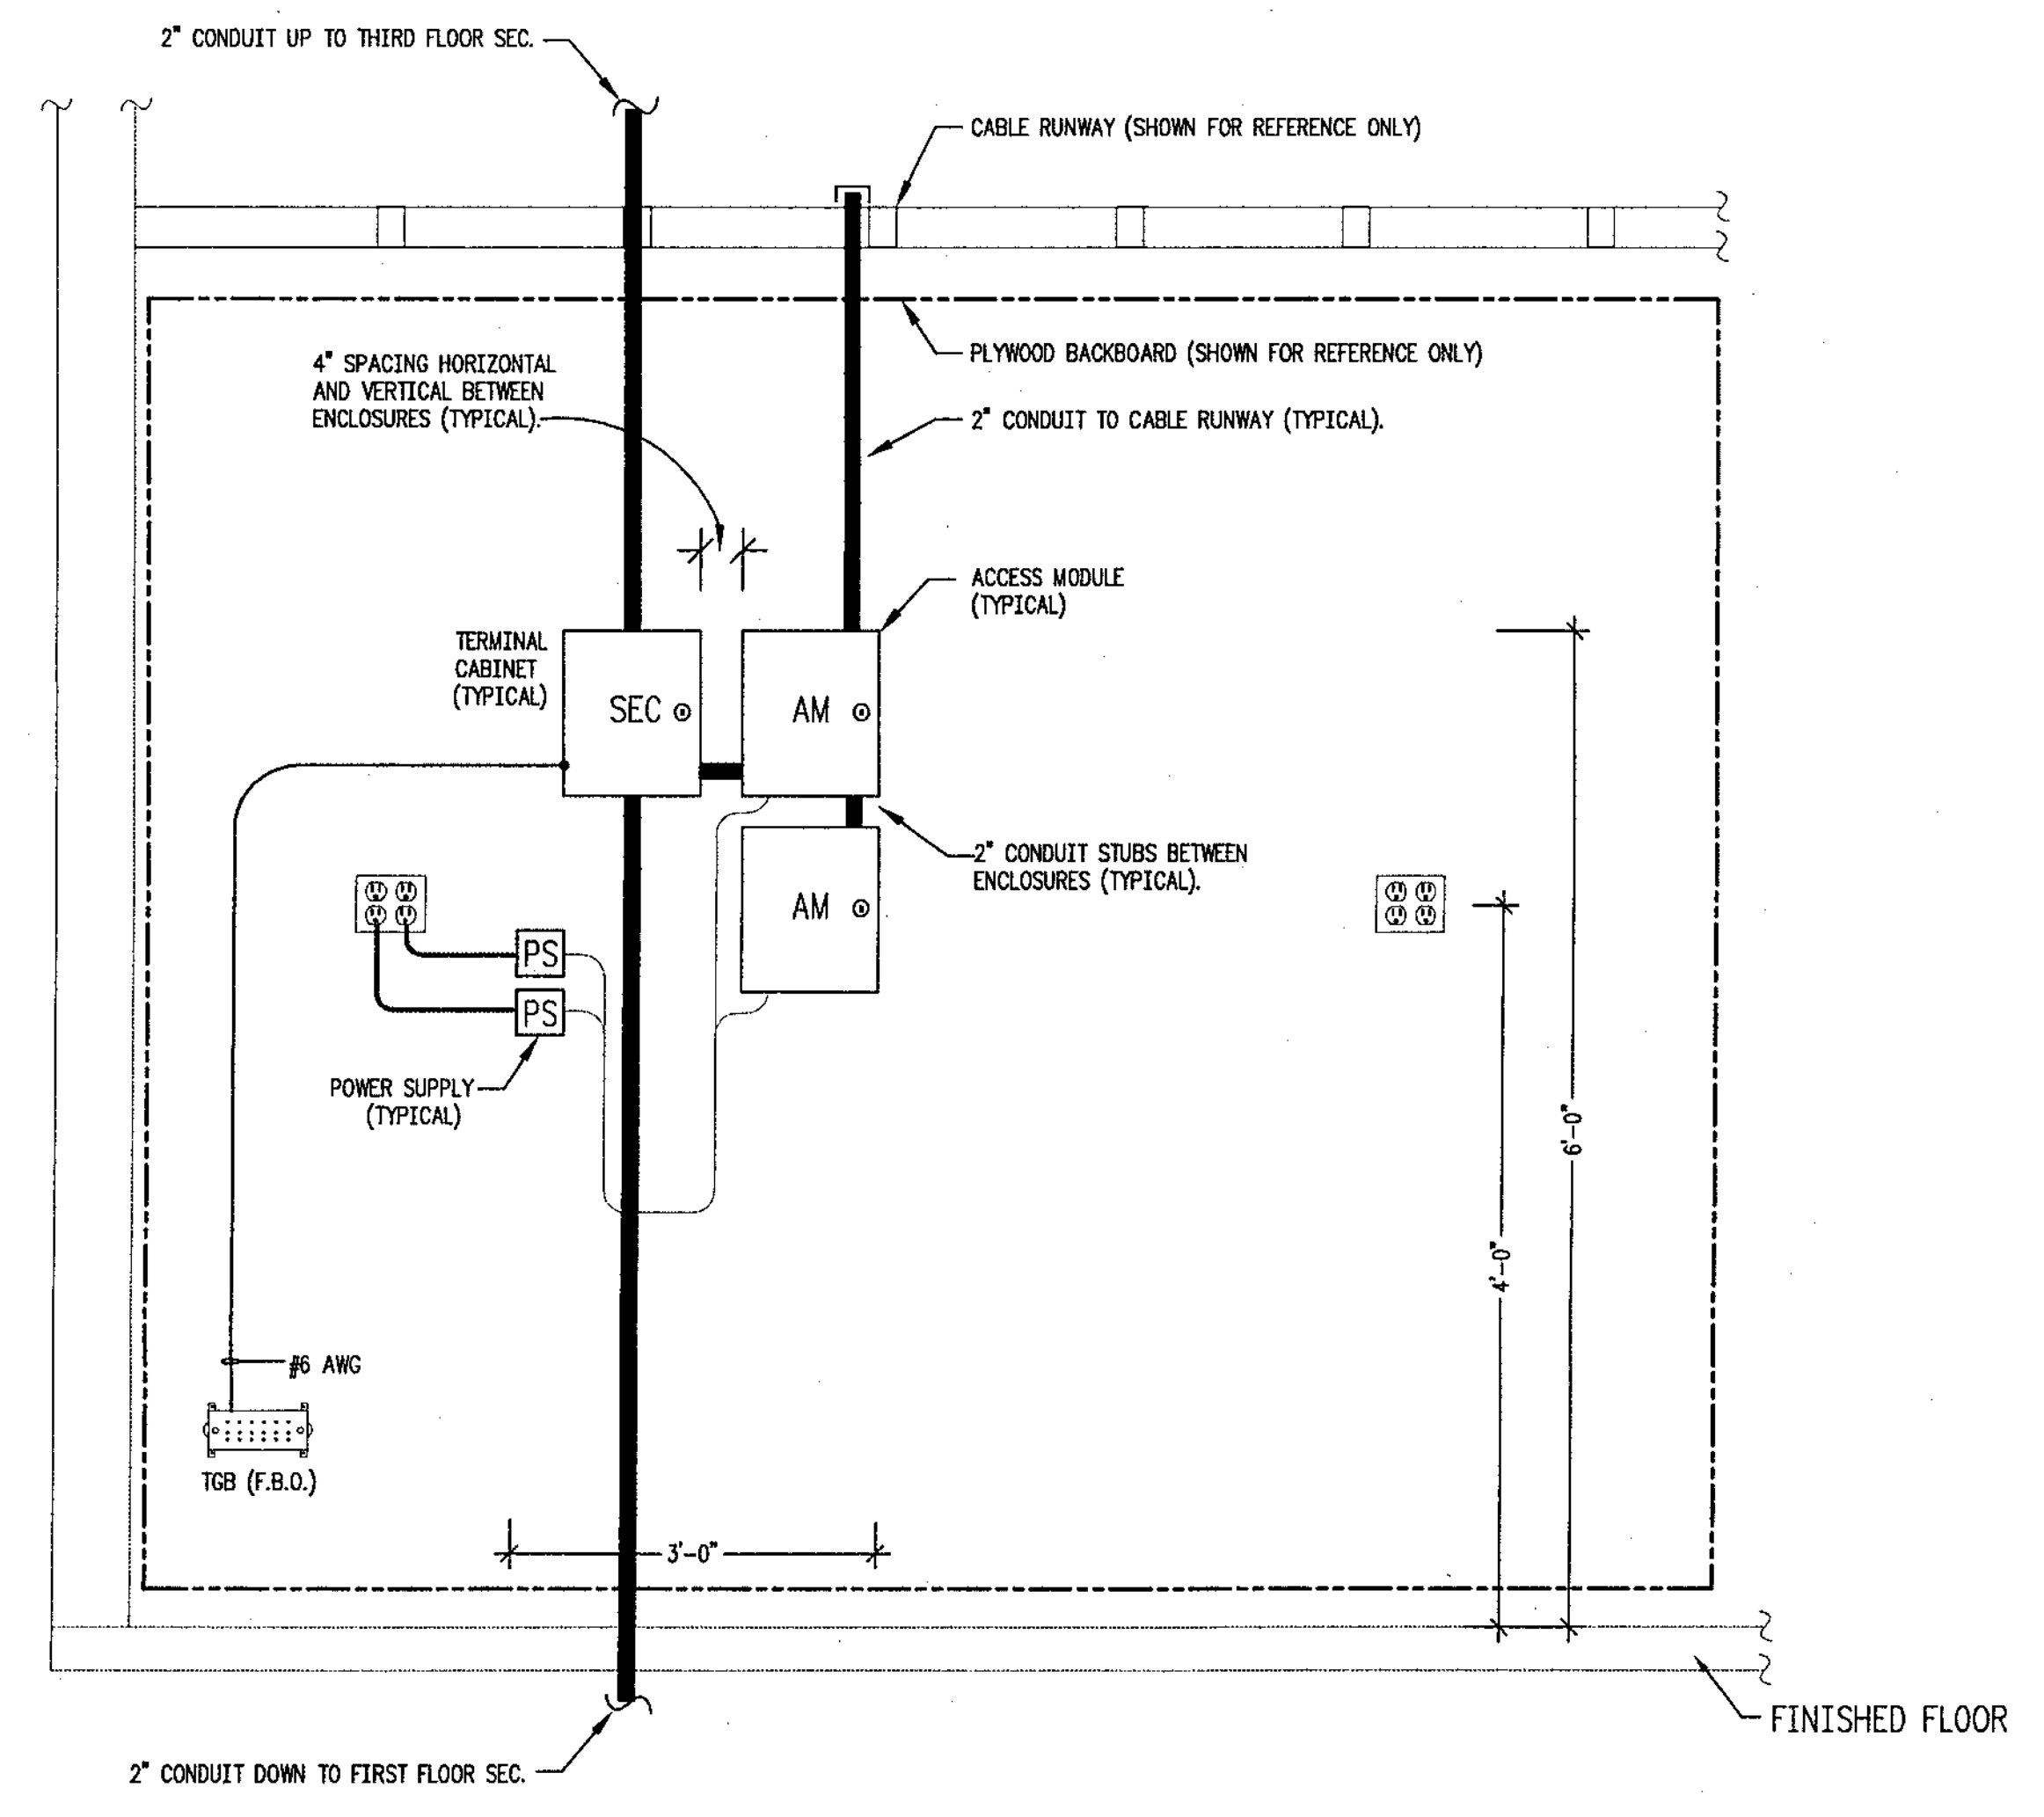 2" CONDUIT UP TO THIRD FLOOR SEC.
CABLE RUNWAY (SHOWN FOR REFERENCE ONLY)
PLYWOOD BACKBOARD (SHOWN FOR REFERENCE ONLY)
4" SPACING HORIZONTAL
AND VERTICAL BETWEEN
ENCLOSURES (TYPICAL).
2" CONDUIT TO CABLE RUNWAY (TYPICAL).
ACCESS MODULE
(TYPICAL)
TERMINAL
CABINET
(TYPICAL)
SEC
AM
2" CONDUIT STUBS BETWEEN
ENCLOSURES (TYPICAL).
AM
PS
PS
POWER SUPPLY
(TYPICAL)
6'-0"
4'-0"
#6 AWG
TGB (F.B.O.)
3'-0"
FINISHED FLOOR
2" CONDUIT DOWN TO FIRST FLOOR SEC.